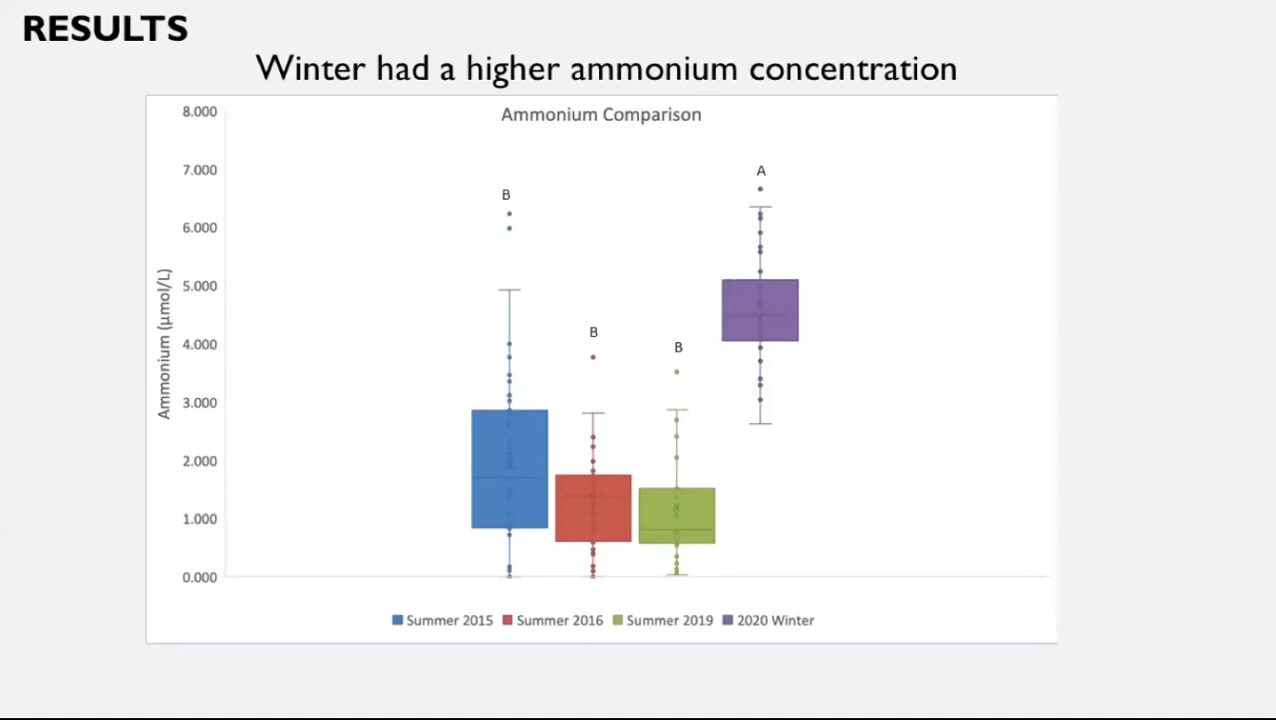 RESULTS
Winter had a higher ammonium concentration
Ammonium Comparison
8.000
7.000
6.000
5.000
4.000
3.000
2.000
1.000
0.000
Ammonium (µmol/L)
B
B
B
A
Summer 2015 Summer 2016 Summer 2019 2020 Winter